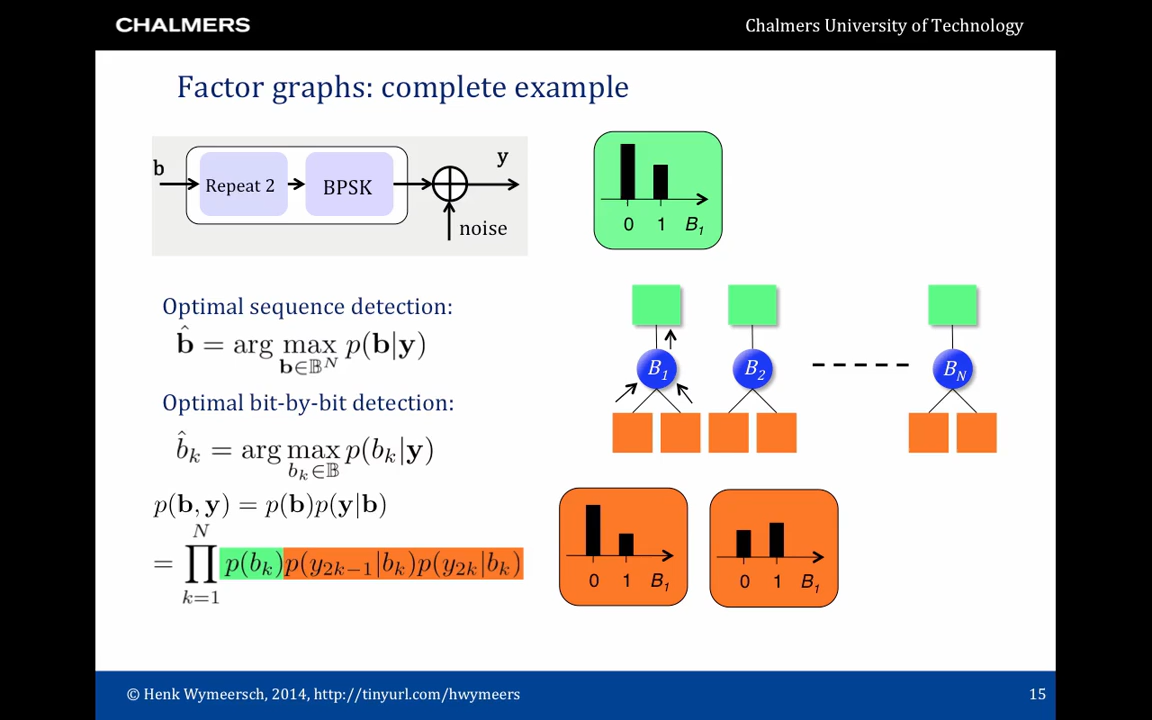 CHALMERS
Chalmers University of Technology
Factor graphs: complete example
b
Repeat 2
BPSK
y
noise
0 1 B₁
Optimal sequence detection:
b̂ = arg max p(b|y)
b∈𝔹ᴺ
Optimal bit-by-bit detection:
b̂ₖ = arg max p(bₖ|y)
bₖ∈𝔹
p(b, y) = p(b)p(y|b)
N
= ∏ p(bₖ)p(y₂ₖ₋₁|bₖ)p(y₂ₖ|bₖ)
k=1
B₁ B₂ B_N
0 1 B₁
0 1 B₁
© Henk Wymeersch, 2014, http://tinyurl.com/hwymeers
15